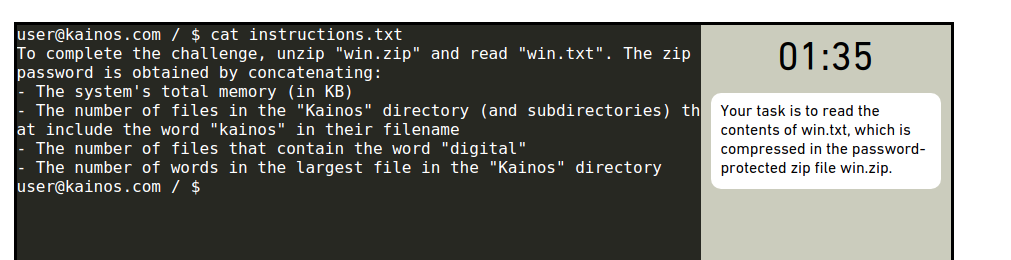 user@kainos.com / $ cat instructions.txt
To complete the challenge, unzip "win.zip" and read "win.txt". The zip
password is obtained by concatenating:
- The system's total memory (in KB)
- The number of files in the "Kainos" directory (and subdirectories) th
at include the word "kainos" in their filename
- The number of files that contain the word "digital"
- The number of words in the largest file in the "Kainos" directory
user@kainos.com / $
01:35
Your task is to read the
contents of win.txt, which is
compressed in the password-
protected zip file win.zip.